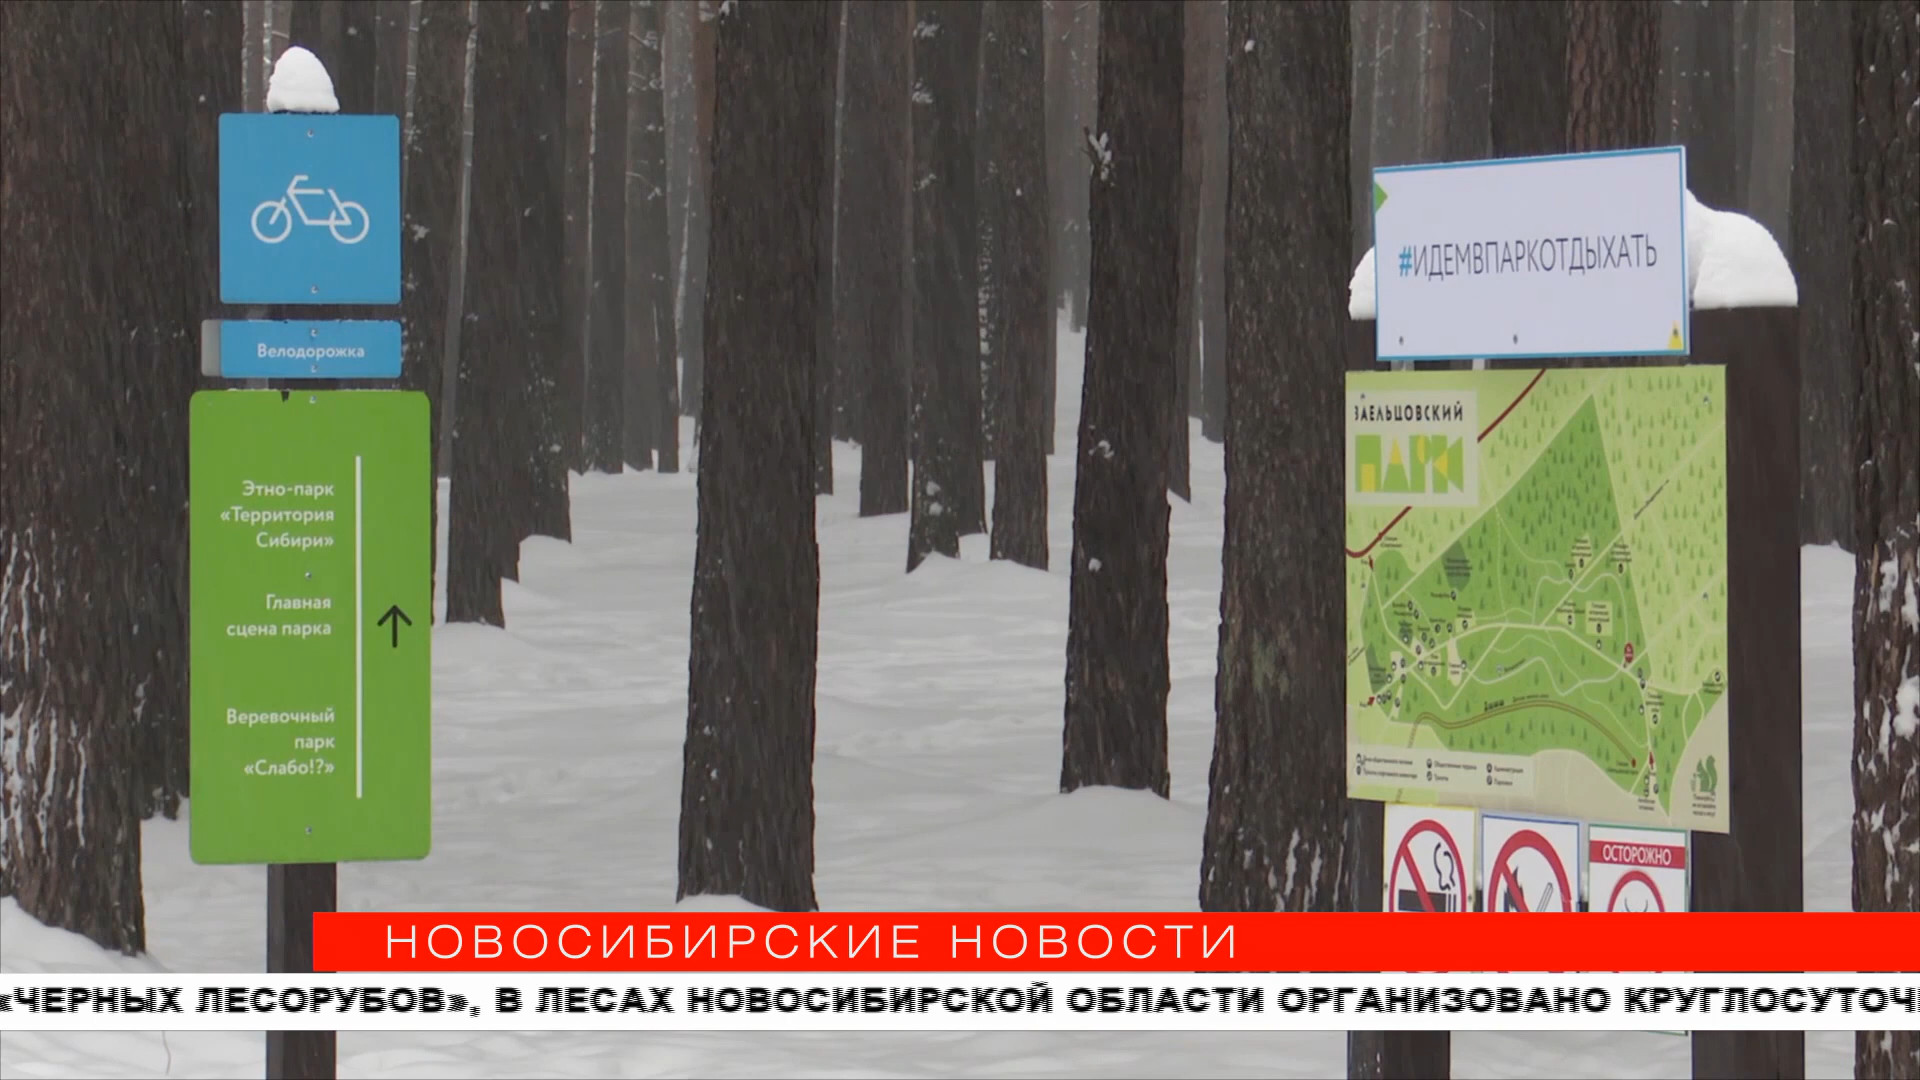 Велодорожка
Этно-парк
«Территория
Сибири»
Главная
сцена парка
Веревочный
парк
«Слабо!?»
#ИДЕМВПАРКОТДЫХАТЬ
ЗАЕЛЬЦОВСКИЙ
ПАРК
ОСТОРОЖНО
НОВОСИБИРСКИЕ НОВОСТИ
«ЧЕРНЫХ ЛЕСОРУБОВ», В ЛЕСАХ НОВОСИБИРСКОЙ ОБЛАСТИ ОРГАНИЗОВАНО КРУГЛОСУТОЧ